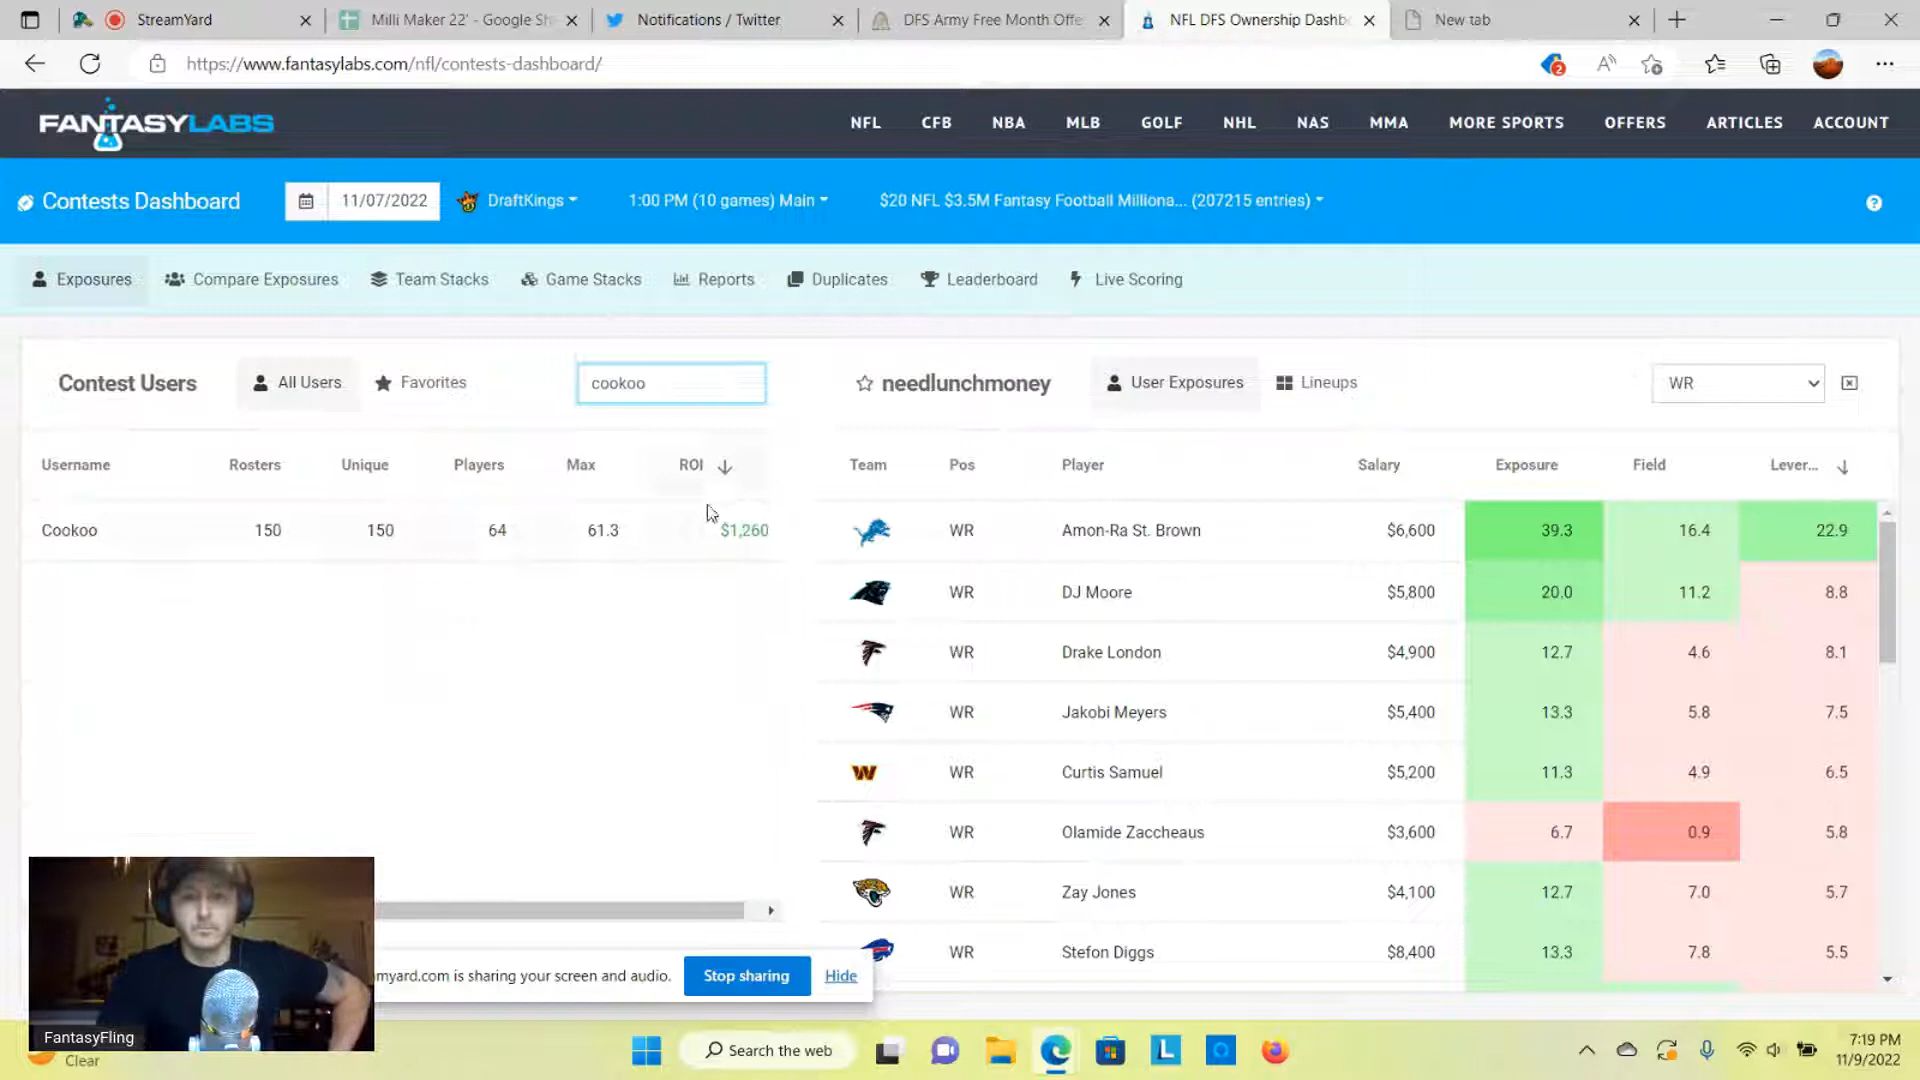 StreamYard
Milli Maker 22' - Google Sh
Notifications / Twitter
DFS Army Free Month Offe
NFL DFS Ownership Dashb
New tab
https://www.fantasylabs.com/nfl/contests-dashboard/
2
FANTASYLABS
NFL CFB NBA MLB GOLF NHL NAS MMA MORE SPORTS OFFERS ARTICLES ACCOUNT
Contests Dashboard 11/07/2022 DraftKings 1:00 PM (10 games) Main $20 NFL $3.5M Fantasy Football Milliona... (207215 entries)
Exposures Compare Exposures Team Stacks Game Stacks Reports Duplicates Leaderboard Live Scoring
Contest Users All Users Favorites cookoo
Username Rosters Unique Players Max ROI
Cookoo 150 150 64 61.3 $1,260
needlunchmoney User Exposures Lineups WR
Team Pos Player Salary Exposure Field Lever...
WR Amon-Ra St. Brown $6,600 39.3 16.4 22.9
WR DJ Moore $5,800 20.0 11.2 8.8
WR Drake London $4,900 12.7 4.6 8.1
WR Jakobi Meyers $5,400 13.3 5.8 7.5
WR Curtis Samuel $5,200 11.3 4.9 6.5
WR Olamide Zaccheaus $3,600 6.7 0.9 5.8
WR Zay Jones $4,100 12.7 7.0 5.7
WR Stefon Diggs $8,400 13.3 7.8 5.5
myard.com is sharing your screen and audio. Stop sharing Hide
FantasyFling
Clear
Search the web
7:19 PM
11/9/2022